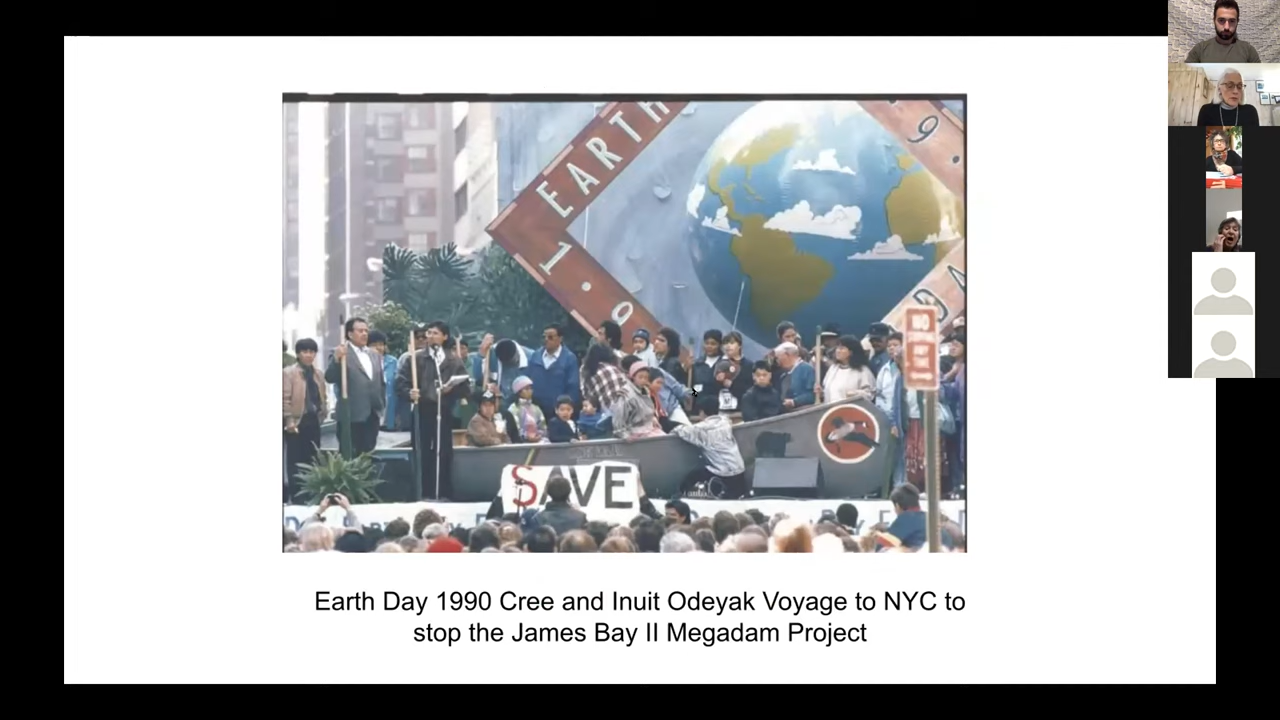 EARTH
9.
1.9
DA
NO
SAVE
Earth Day 1990 Cree and Inuit Odeyak Voyage to NYC to
stop the James Bay II Megadam Project